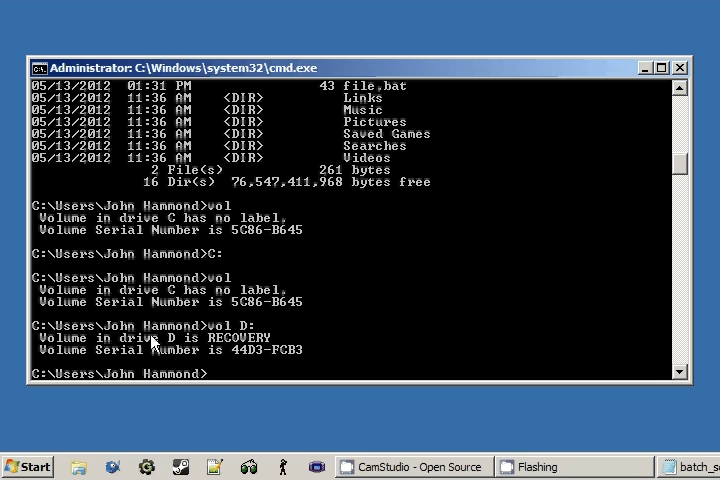 Administrator: C:\Windows\system32\cmd.exe
05/13/2012  01:31 PM                43 file.bat
05/13/2012  11:36 AM    <DIR>          Links
05/13/2012  11:36 AM    <DIR>          Music
05/13/2012  11:36 AM    <DIR>          Pictures
05/13/2012  11:36 AM    <DIR>          Saved Games
05/13/2012  11:36 AM    <DIR>          Searches
05/13/2012  11:36 AM    <DIR>          Videos
2 File(s)            261 bytes
16 Dir(s)  76,547,411,968 bytes free
C:\Users\John Hammond>vol
Volume in drive C has no label.
Volume Serial Number is 5C86-B645
C:\Users\John Hammond>C:
C:\Users\John Hammond>vol
Volume in drive C has no label.
Volume Serial Number is 5C86-B645
C:\Users\John Hammond>vol D:
Volume in drive D is RECOVERY
Volume Serial Number is 44D3-FCB3
C:\Users\John Hammond>
Start
CamStudio - Open Source
Flashing
batch_s